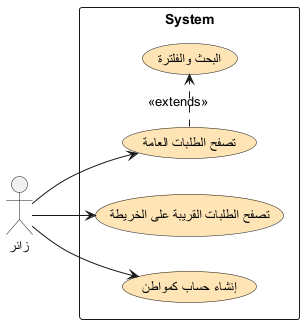 System
البحث والفلترة
«extends»
تصفح الطلبات العامة
تصفح الطلبات القريبة على الخريطة
زائر
إنشاء حساب كمواطن